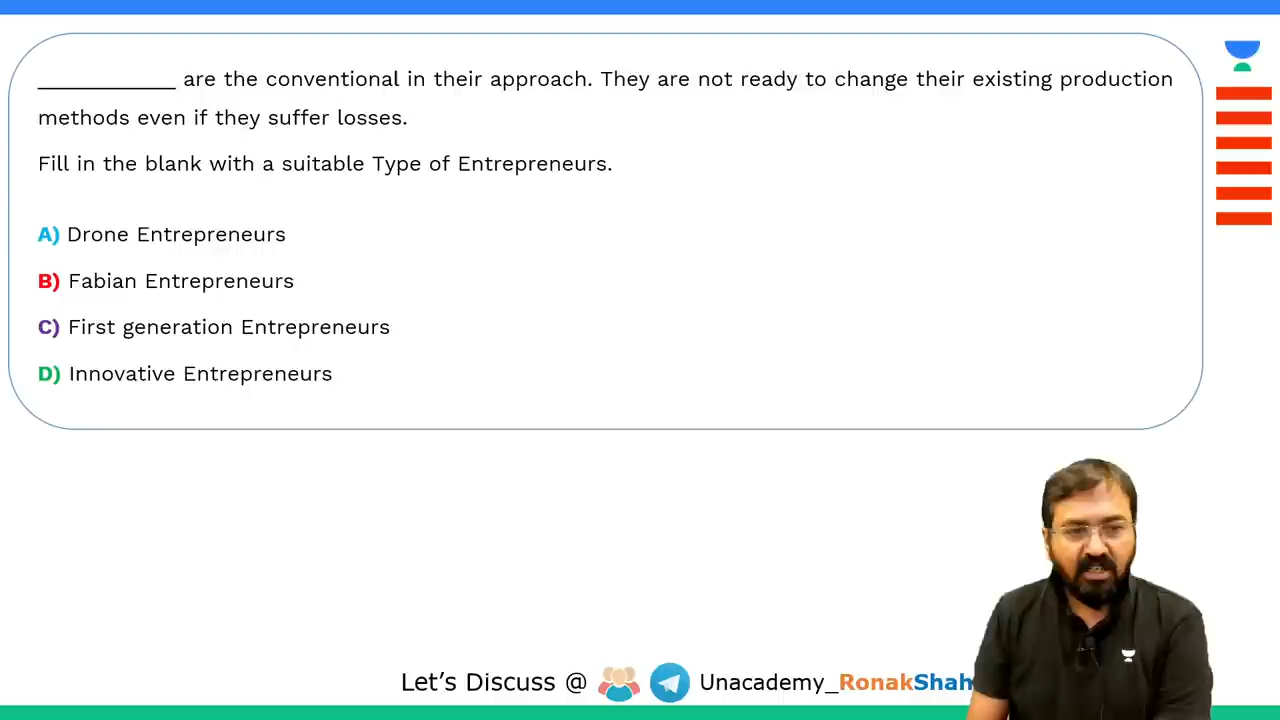 ____________ are the conventional in their approach. They are not ready to change their existing production
methods even if they suffer losses.
Fill in the blank with a suitable Type of Entrepreneurs.
A) Drone Entrepreneurs
B) Fabian Entrepreneurs
C) First generation Entrepreneurs
D) Innovative Entrepreneurs
Let’s Discuss @ Unacademy_RonakShah